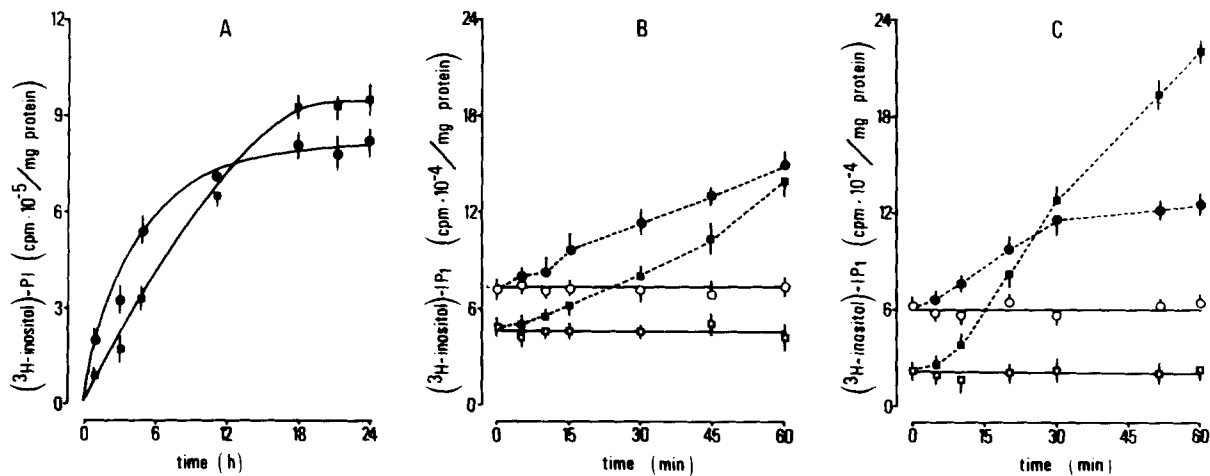 A
(³H-inositol)-PI (cpm·10⁻⁵/mg protein)
12
9
6
3
0
0 6 12 18 24
time (h)
B
(³H-inositol)-IP₁ (cpm·10⁻⁴/mg protein)
24
18
12
6
0
0 15 30 45 60
time (min)
C
(³H-inositol)-IP₁ (cpm·10⁻⁴/mg protein)
24
18
12
6
0
0 15 30 45 60
time (min)